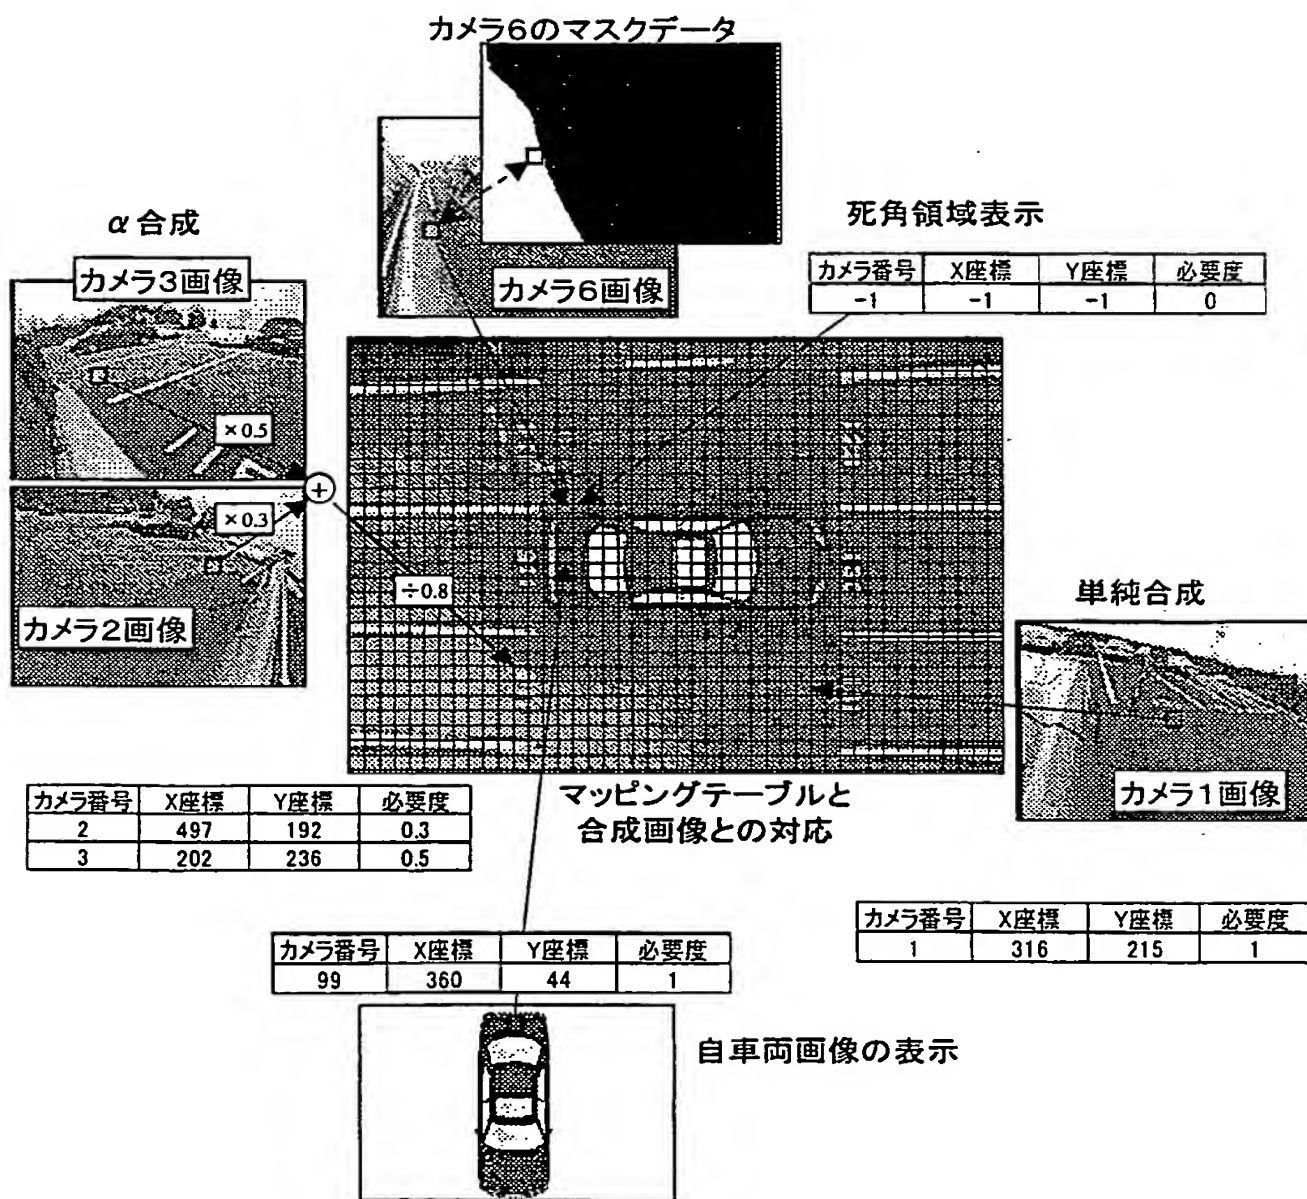 カメラ6のマスクデータ
カメラ6画像
α合成
カメラ3画像
×0.5
+
×0.3
カメラ2画像
÷0.8
死角領域表示
カメラ番号 X座標 Y座標 必要度
-1 -1 -1 0
単純合成
カメラ1画像
マッピングテーブルと
合成画像との対応
カメラ番号 X座標 Y座標 必要度
2 497 192 0.3
3 202 236 0.5
カメラ番号 X座標 Y座標 必要度
1 316 215 1
カメラ番号 X座標 Y座標 必要度
99 360 44 1
自車両画像の表示